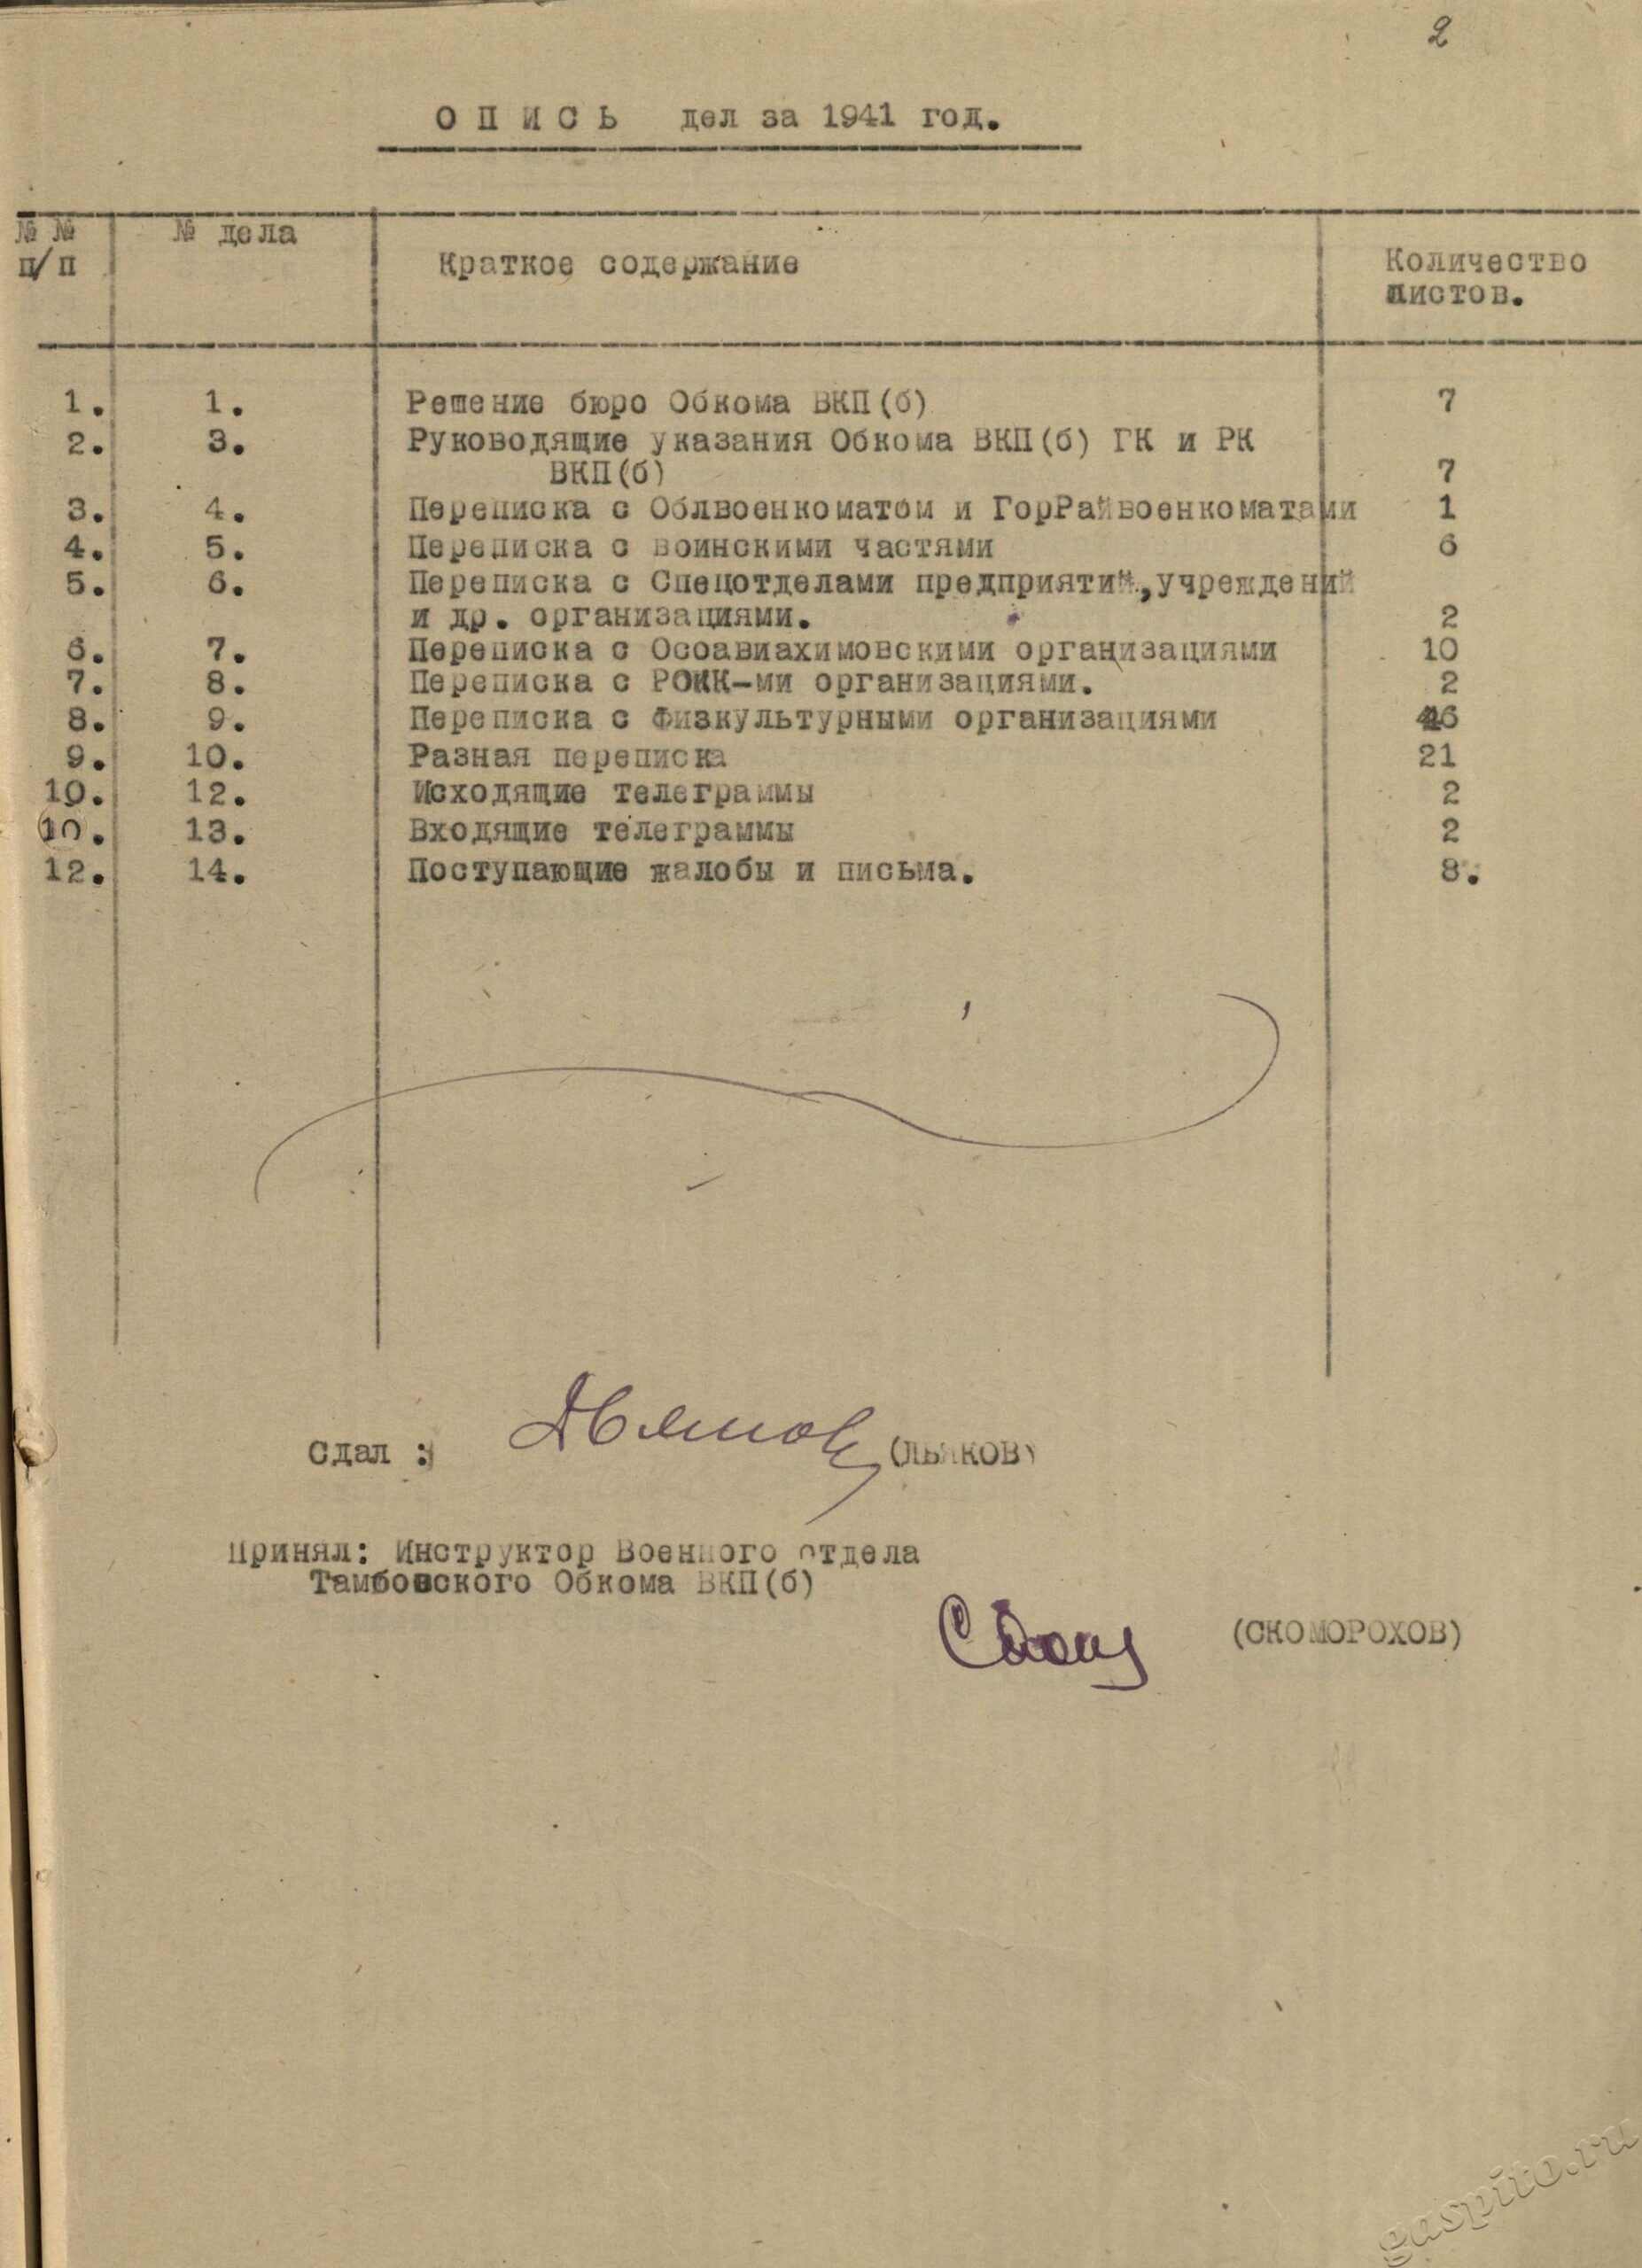 2
ОПИСЬ дел за 1941 год.
№ № № дела
п/п Краткое содержание Количество
листов.
1. 1. Решение бюро Обкома ВКП(б) 7
2. 3. Руководящие указания Обкома ВКП(б) ГК и РК
ВКП(б) 7
3. 4. Переписка с Облвоенкоматом и ГорРайвоенкоматами 1
4. 5. Переписка с воинскими частями 6
5. 6. Переписка с Спецотделами предприятий, учреждений
и др. организациями. 2
6. 7. Переписка с Осоавиахимовскими организациями 10
7. 8. Переписка с РОКК-ми организациями. 2
8. 9. Переписка с физкультурными организациями
9. 10. Разная переписка 21
10. 12. Исходящие телеграммы 2
10. 13. Входящие телеграммы 2
12. 14. Поступающие жалобы и письма. 8.
Сдал : (ДЬЯКОВ)
Принял: Инструктор Военного отдела
Тамбовского Обкома ВКП(б)
(СКОМОРОХОВ)
gaspito.ru